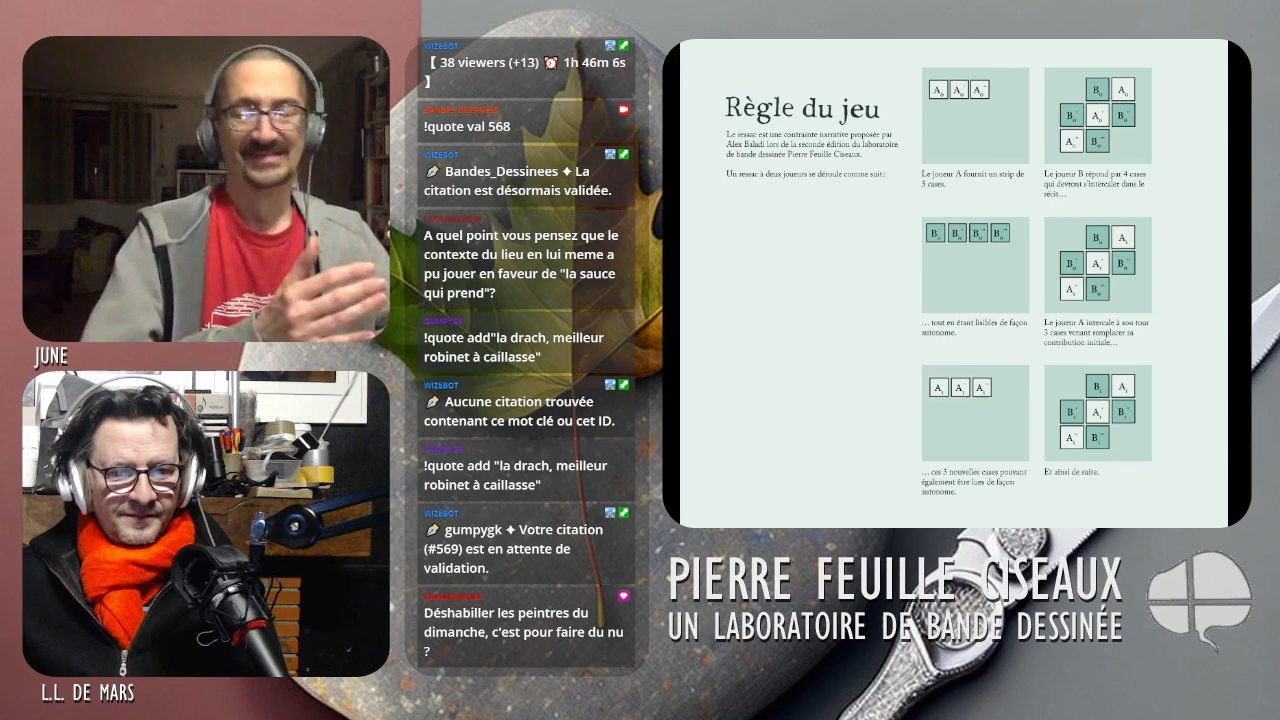 JUNE
L.L. DE MARS
WIZEBOT
【 38 viewers (+13) ⏰ 1h 46m 6s
】
BANDES_DESSINEES
!quote val 568
WIZEBOT
Bandes_Dessinees ✦ La
citation est désormais validée.
A quel point vous pensez que le
contexte du lieu en lui meme a
pu jouer en faveur de "la sauce
qui prend"?
GUMPYGK
!quote add"la drach, meilleur
robinet à caillasse"
WIZEBOT
Aucune citation trouvée
contenant ce mot clé ou cet ID.
GUMPYGK
!quote add "la drach, meilleur
robinet à caillasse"
WIZEBOT
gumpygk ✦ Votre citation
(#569) est en attente de
validation.
Déshabiller les peintres du
dimanche, c'est pour faire du nu
?
Règle du jeu
Le ressac est une contrainte narrative proposée par
Alex Baladi lors de la seconde édition du laboratoire
de bande dessinée Pierre Feuille Ciseaux.
Un ressac à deux joueurs se déroule comme suit:
Le joueur A fournit un strip de
3 cases.
Le joueur B répond par 4 cases
qui devront s'intercaler dans le
récit…
… tout en étant lisibles de façon
autonome.
Le joueur A intercale à son tour
3 cases venant remplacer sa
contribution initiale…
… ces 3 nouvelles cases pouvant
également être lues de façon
autonome.
Et ainsi de suite.
PIERRE FEUILLE CISEAUX
UN LABORATOIRE DE BANDE DESSINÉE